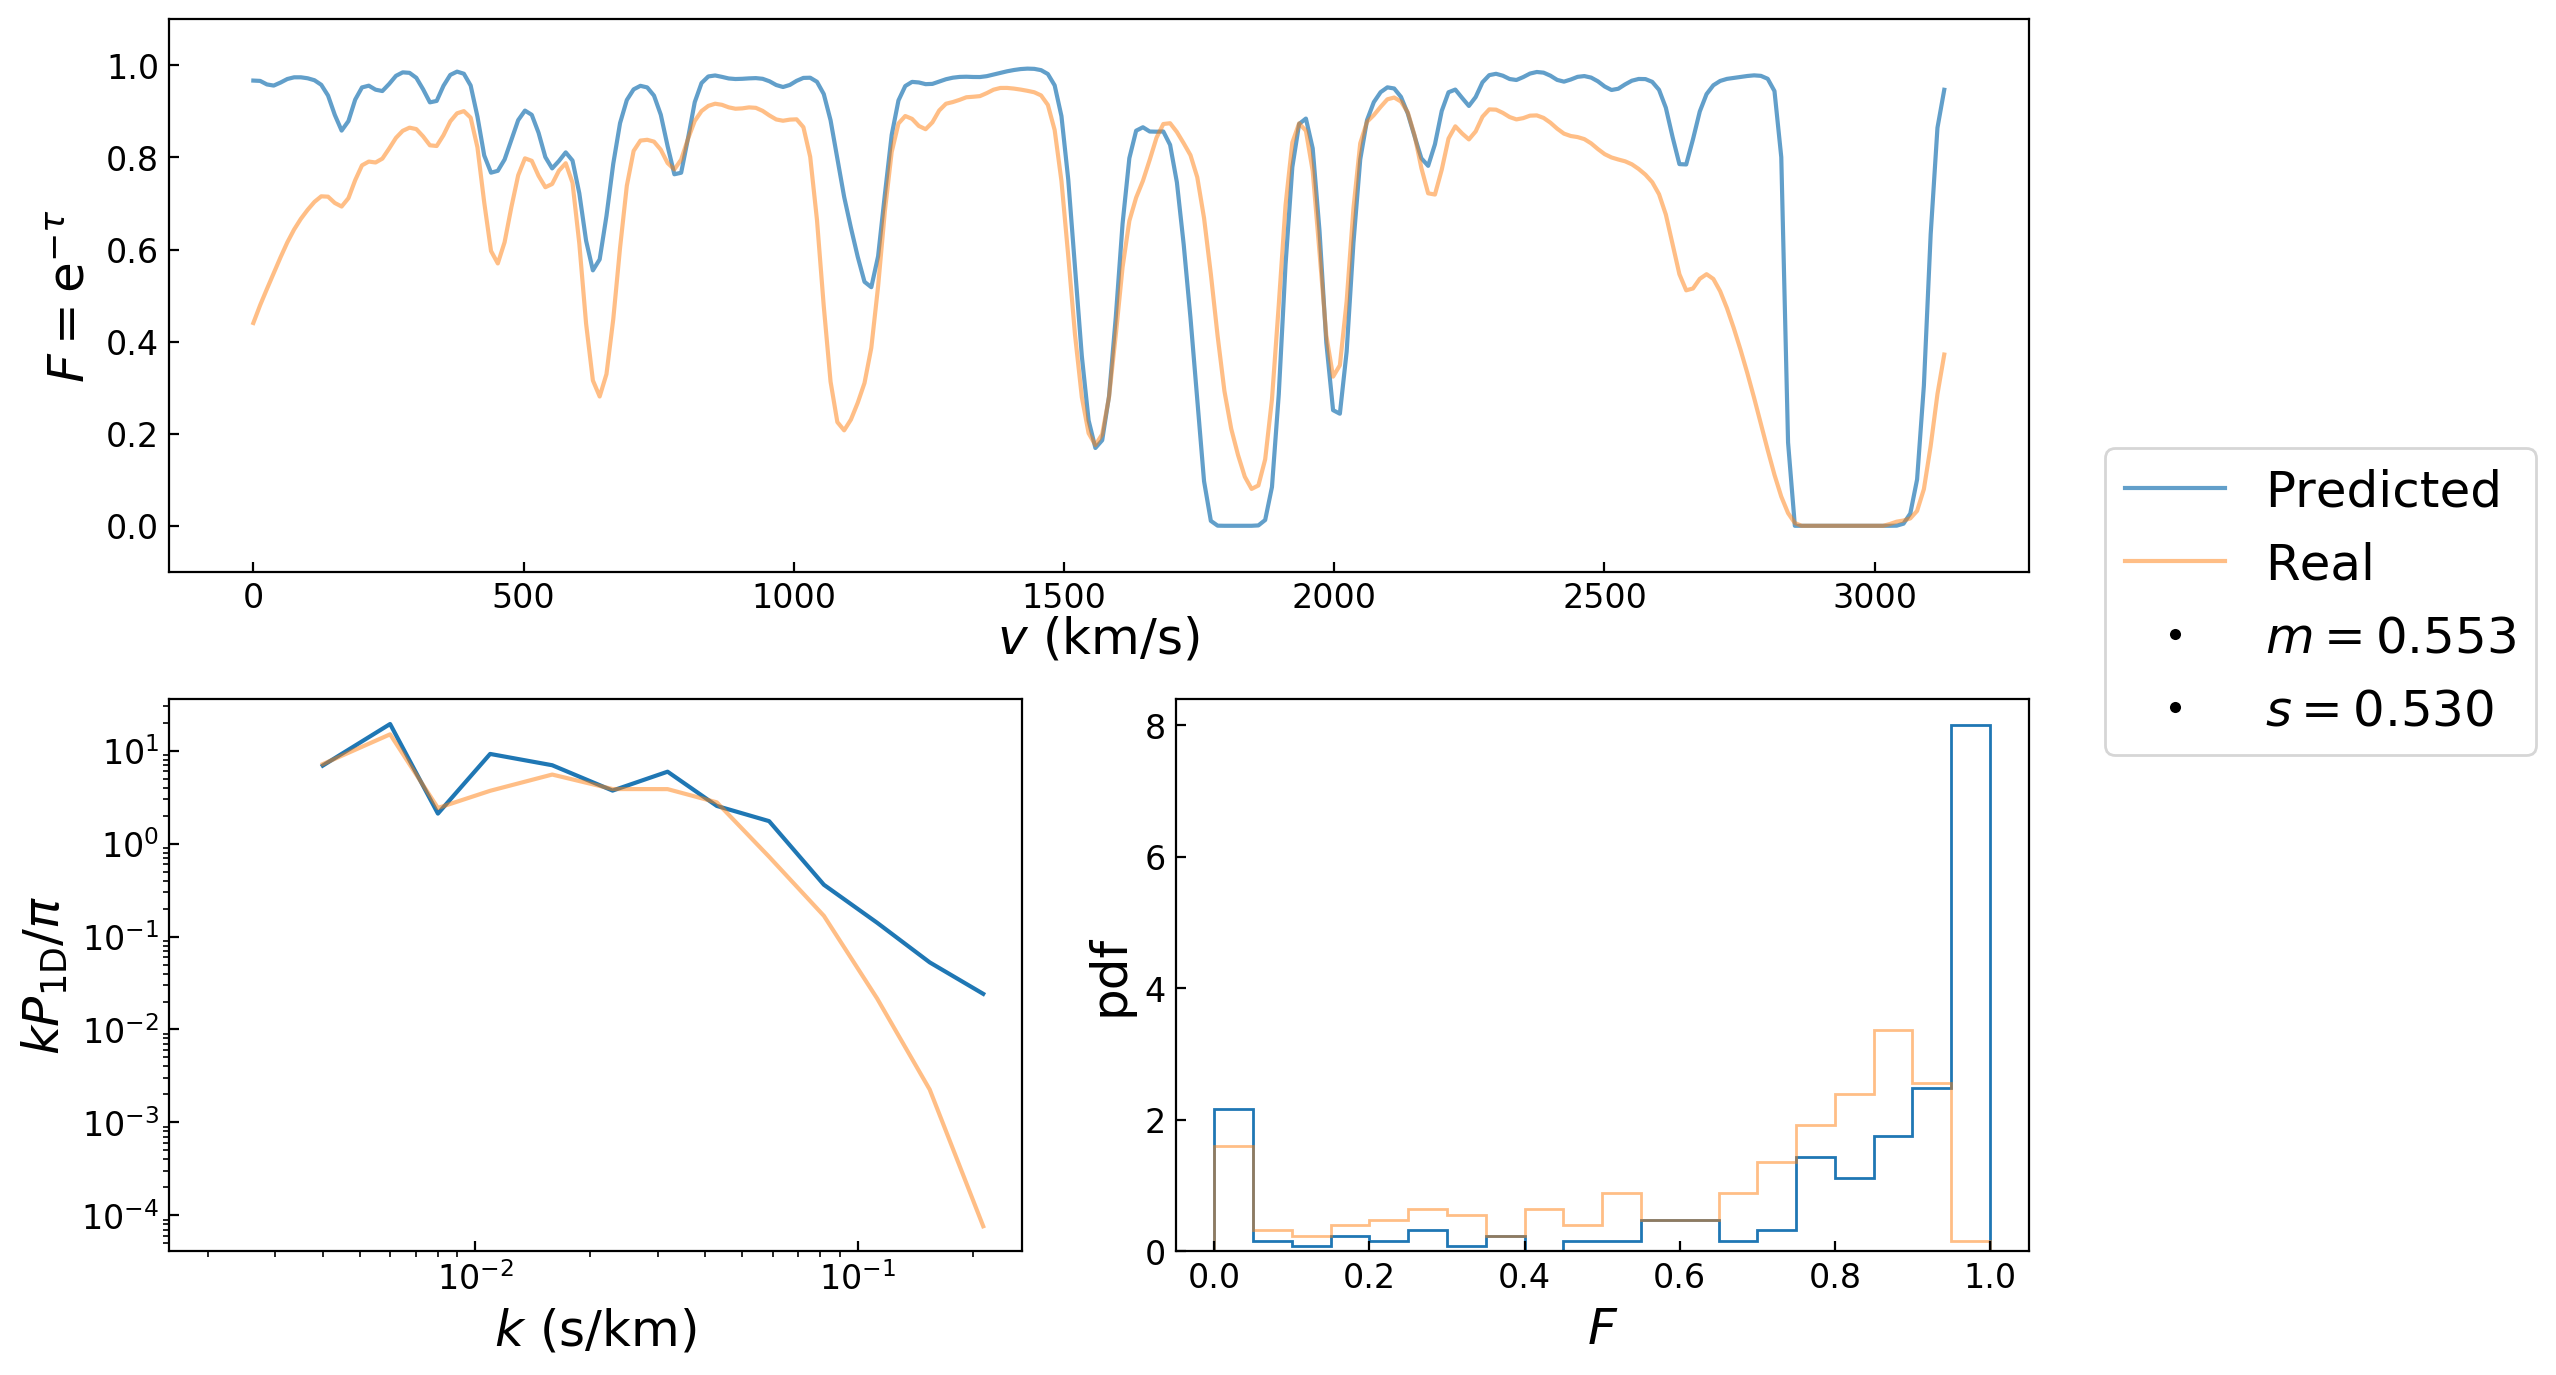 F = e^{-τ}
1.0
0.8
0.6
0.4
0.2
0.0
0 500 1000 1500 2000 2500 3000
v (km/s)
Predicted
Real
m = 0.553
s = 0.530
kP_{1D}/π
10^1
10^0
10^{-1}
10^{-2}
10^{-3}
10^{-4}
10^{-2} 10^{-1}
k (s/km)
pdf
8
6
4
2
0
0.0 0.2 0.4 0.6 0.8 1.0
F